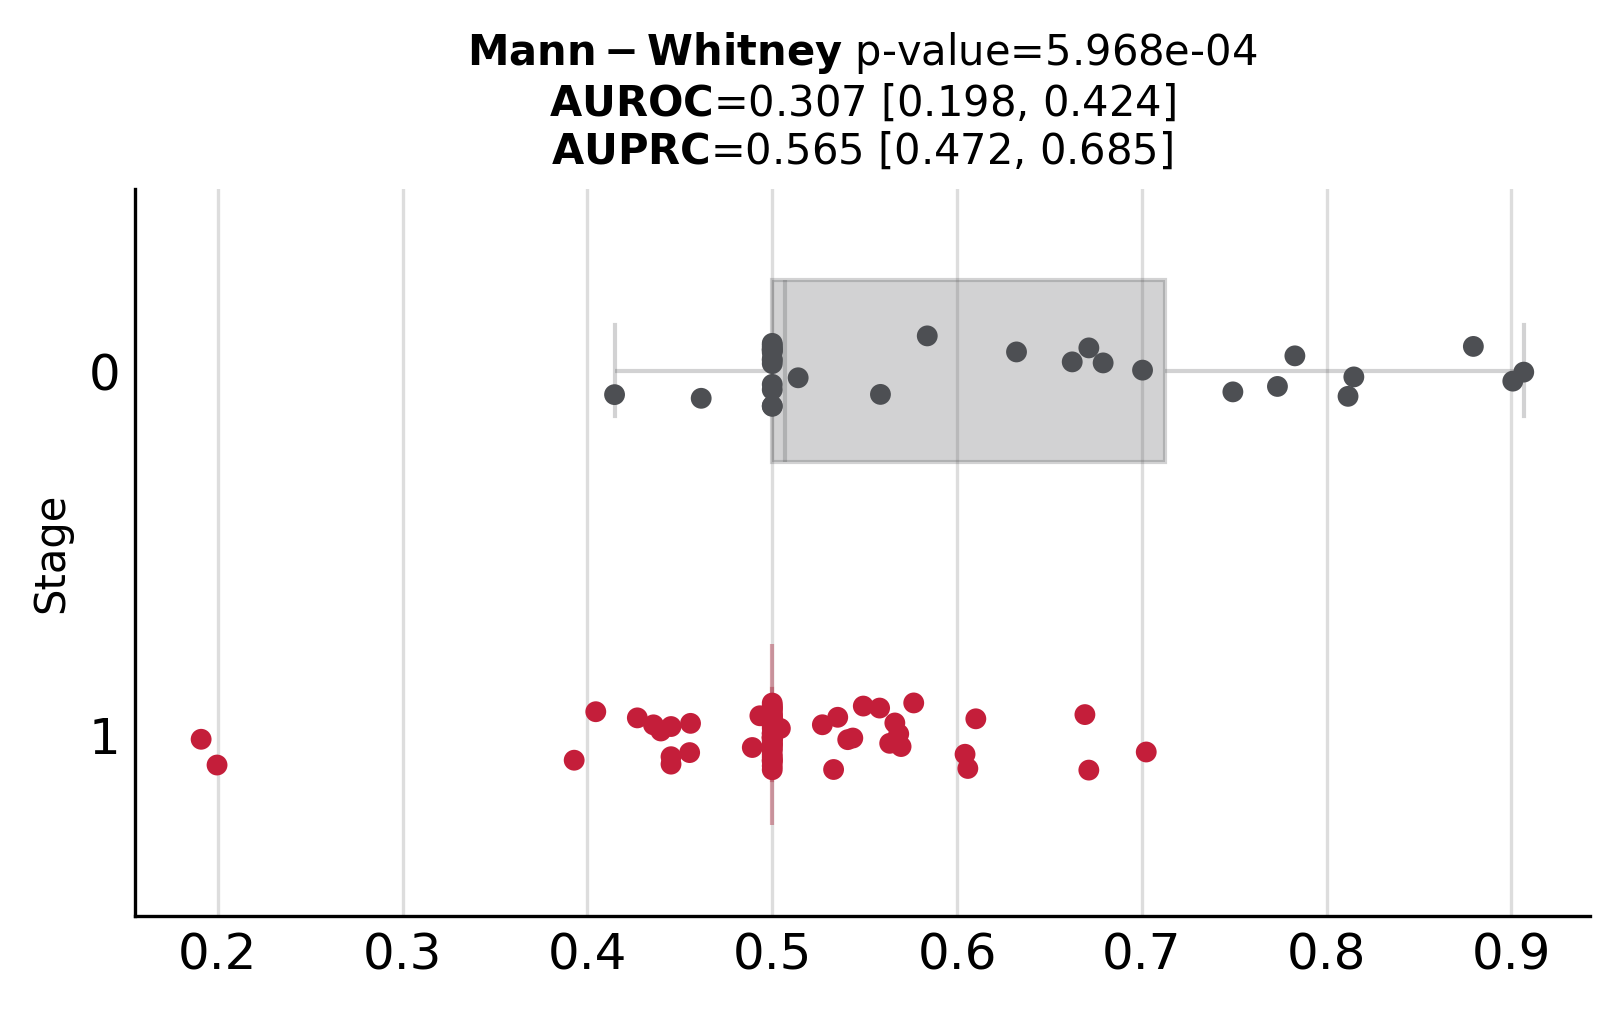 Mann − Whitney p-value=5.968e-04
AUROC=0.307 [0.198, 0.424]
AUPRC=0.565 [0.472, 0.685]
0
Stage
1
0.2 0.3 0.4 0.5 0.6 0.7 0.8 0.9